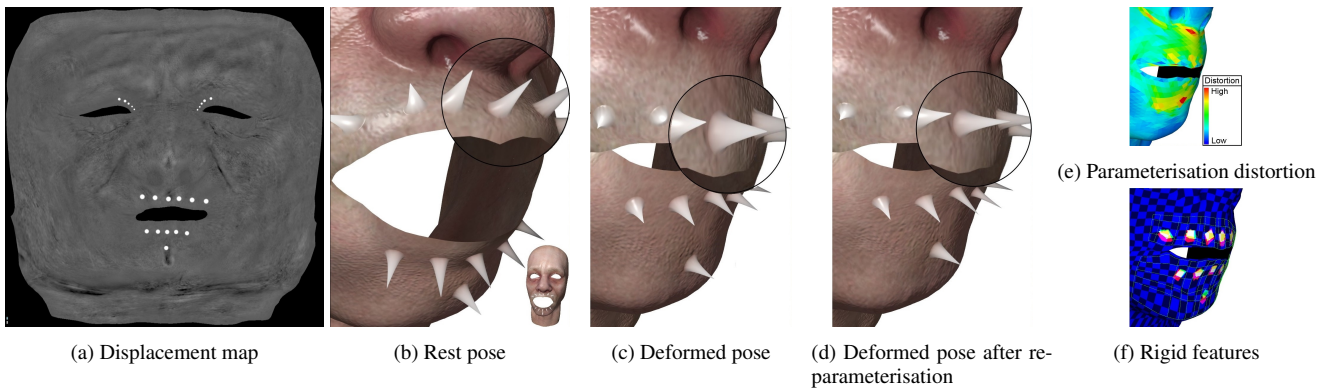 Distortion
High
Low
(e) Parameterisation distortion
(a) Displacement map
(b) Rest pose
(c) Deformed pose
(d) Deformed pose after re-
parameterisation
(f) Rigid features